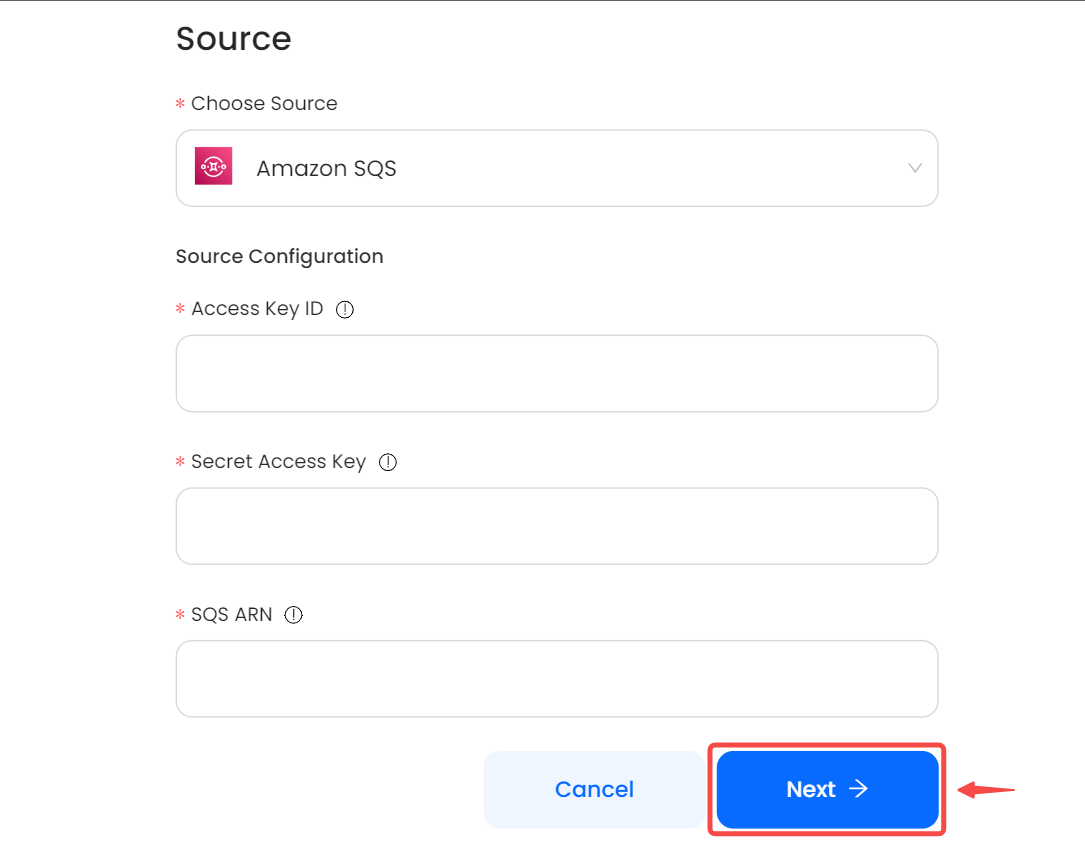 Source
* Choose Source
Amazon SQS
Source Configuration
* Access Key ID
* Secret Access Key
* SQS ARN
Cancel
Next →